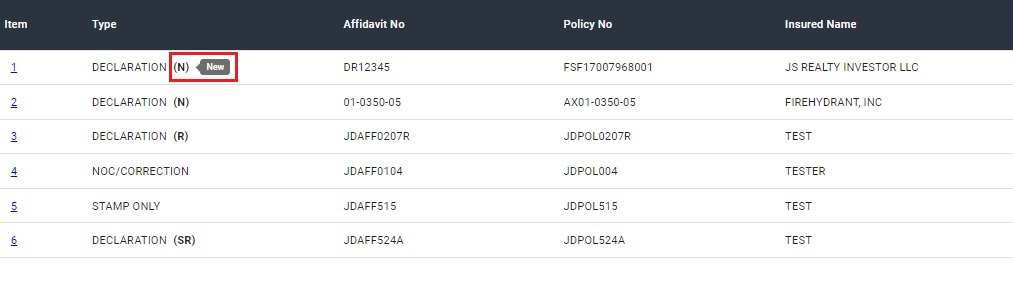 Item Type Affidavit No Policy No Insured Name
1 DECLARATION (N) New DR12345 FSF17007968001 JS REALTY INVESTOR LLC
2 DECLARATION (N) 01-0350-05 AX01-0350-05 FIREHYDRANT, INC
3 DECLARATION (R) JDAFF0207R JDPOL0207R TEST
4 NOC/CORRECTION JDAFF0104 JDPOL004 TESTER
5 STAMP ONLY JDAFF515 JDPOL515 TEST
6 DECLARATION (SR) JDAFF524A JDPOL524A TEST